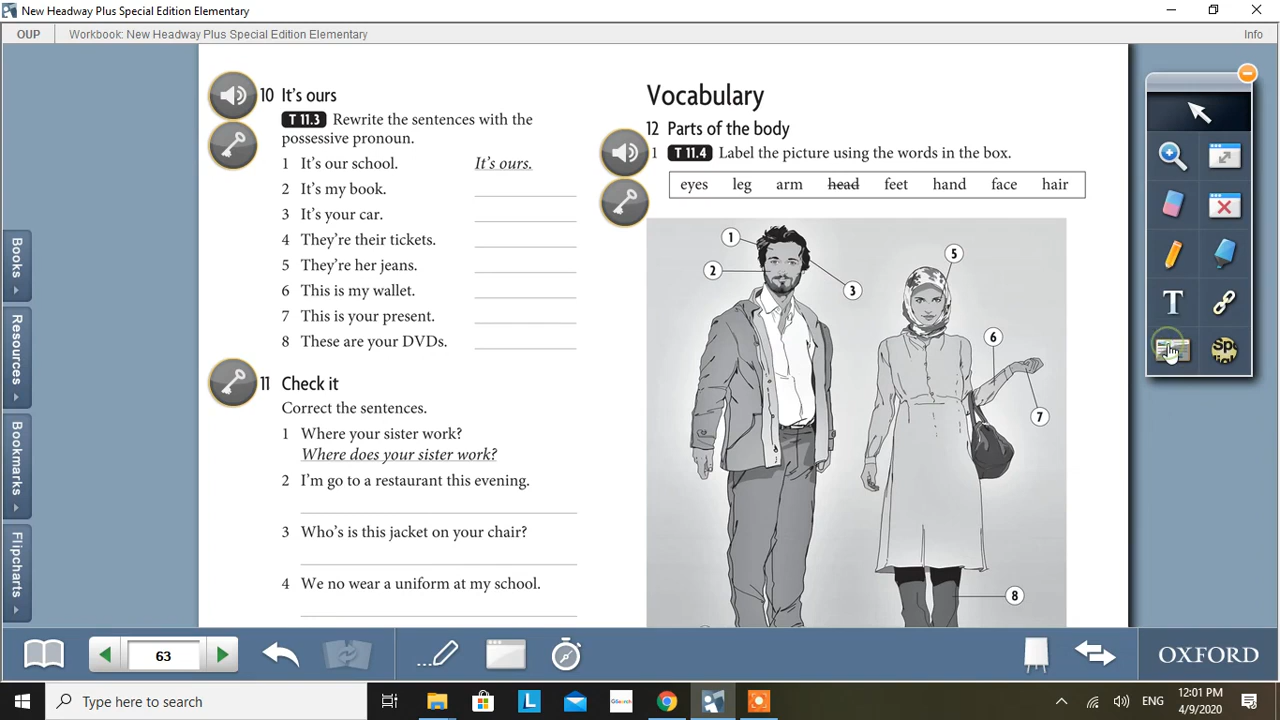 New Headway Plus Special Edition Elementary
OUP Workbook: New Headway Plus Special Edition Elementary Info
10 It's ours
T 11.3 Rewrite the sentences with the
possessive pronoun.
1 It's our school. It's ours.
2 It's my book.
3 It's your car.
4 They're their tickets.
5 They're her jeans.
6 This is my wallet.
7 This is your present.
8 These are your DVDs.
11 Check it
Correct the sentences.
1 Where your sister work?
Where does your sister work?
2 I'm go to a restaurant this evening.
3 Who's is this jacket on your chair?
4 We no wear a uniform at my school.
Vocabulary
12 Parts of the body
1 T 11.4 Label the picture using the words in the box.
eyes leg arm head feet hand face hair
1
2
3
5
6
7
8
Books
Resources
Bookmarks
Flipcharts
T
Spo
63
OXFORD
Type here to search
L
GSearch
ENG
12:01 PM
4/9/2020